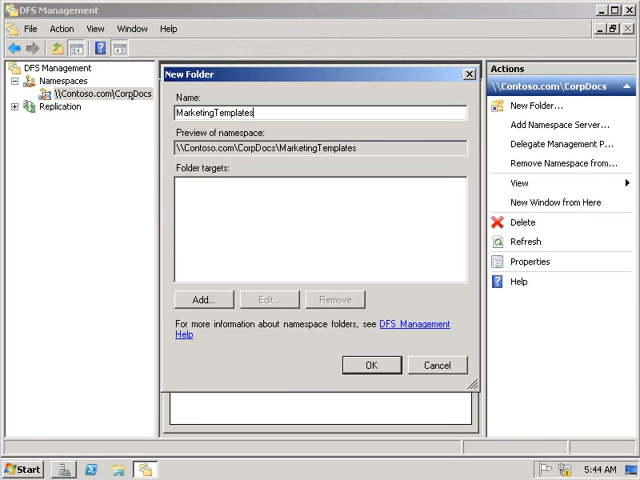 DFS Management
File Action View Window Help
DFS Management
Namespaces
\\Contoso.com\CorpDocs
Replication
New Folder
Name:
MarketingTemplates
Preview of namespace:
\\Contoso.com\CorpDocs\MarketingTemplates
Folder targets:
Add... Edit... Remove
For more information about namespace folders, see DFS Management
Help
OK Cancel
Actions
\\Contoso.com\CorpDocs
New Folder...
Add Namespace Server...
Delegate Management P...
Remove Namespace from...
View
New Window from Here
Delete
Refresh
Properties
Help
Start
5:44 AM